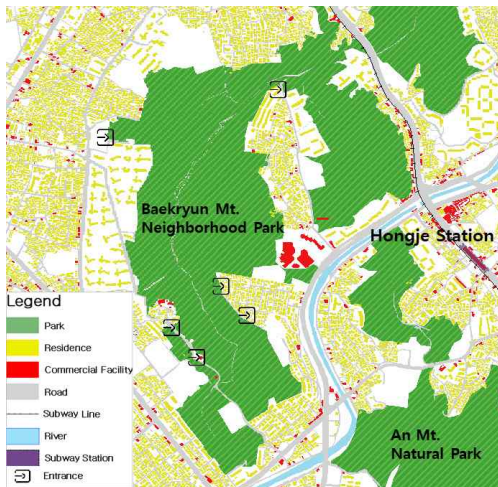 Baekryun Mt.
Neighborhood Park
Hongje Station
Legend
Park
Residence
Commercial Facility
Road
Subway Line
River
Subway Station
Entrance
An Mt.
Natural Park